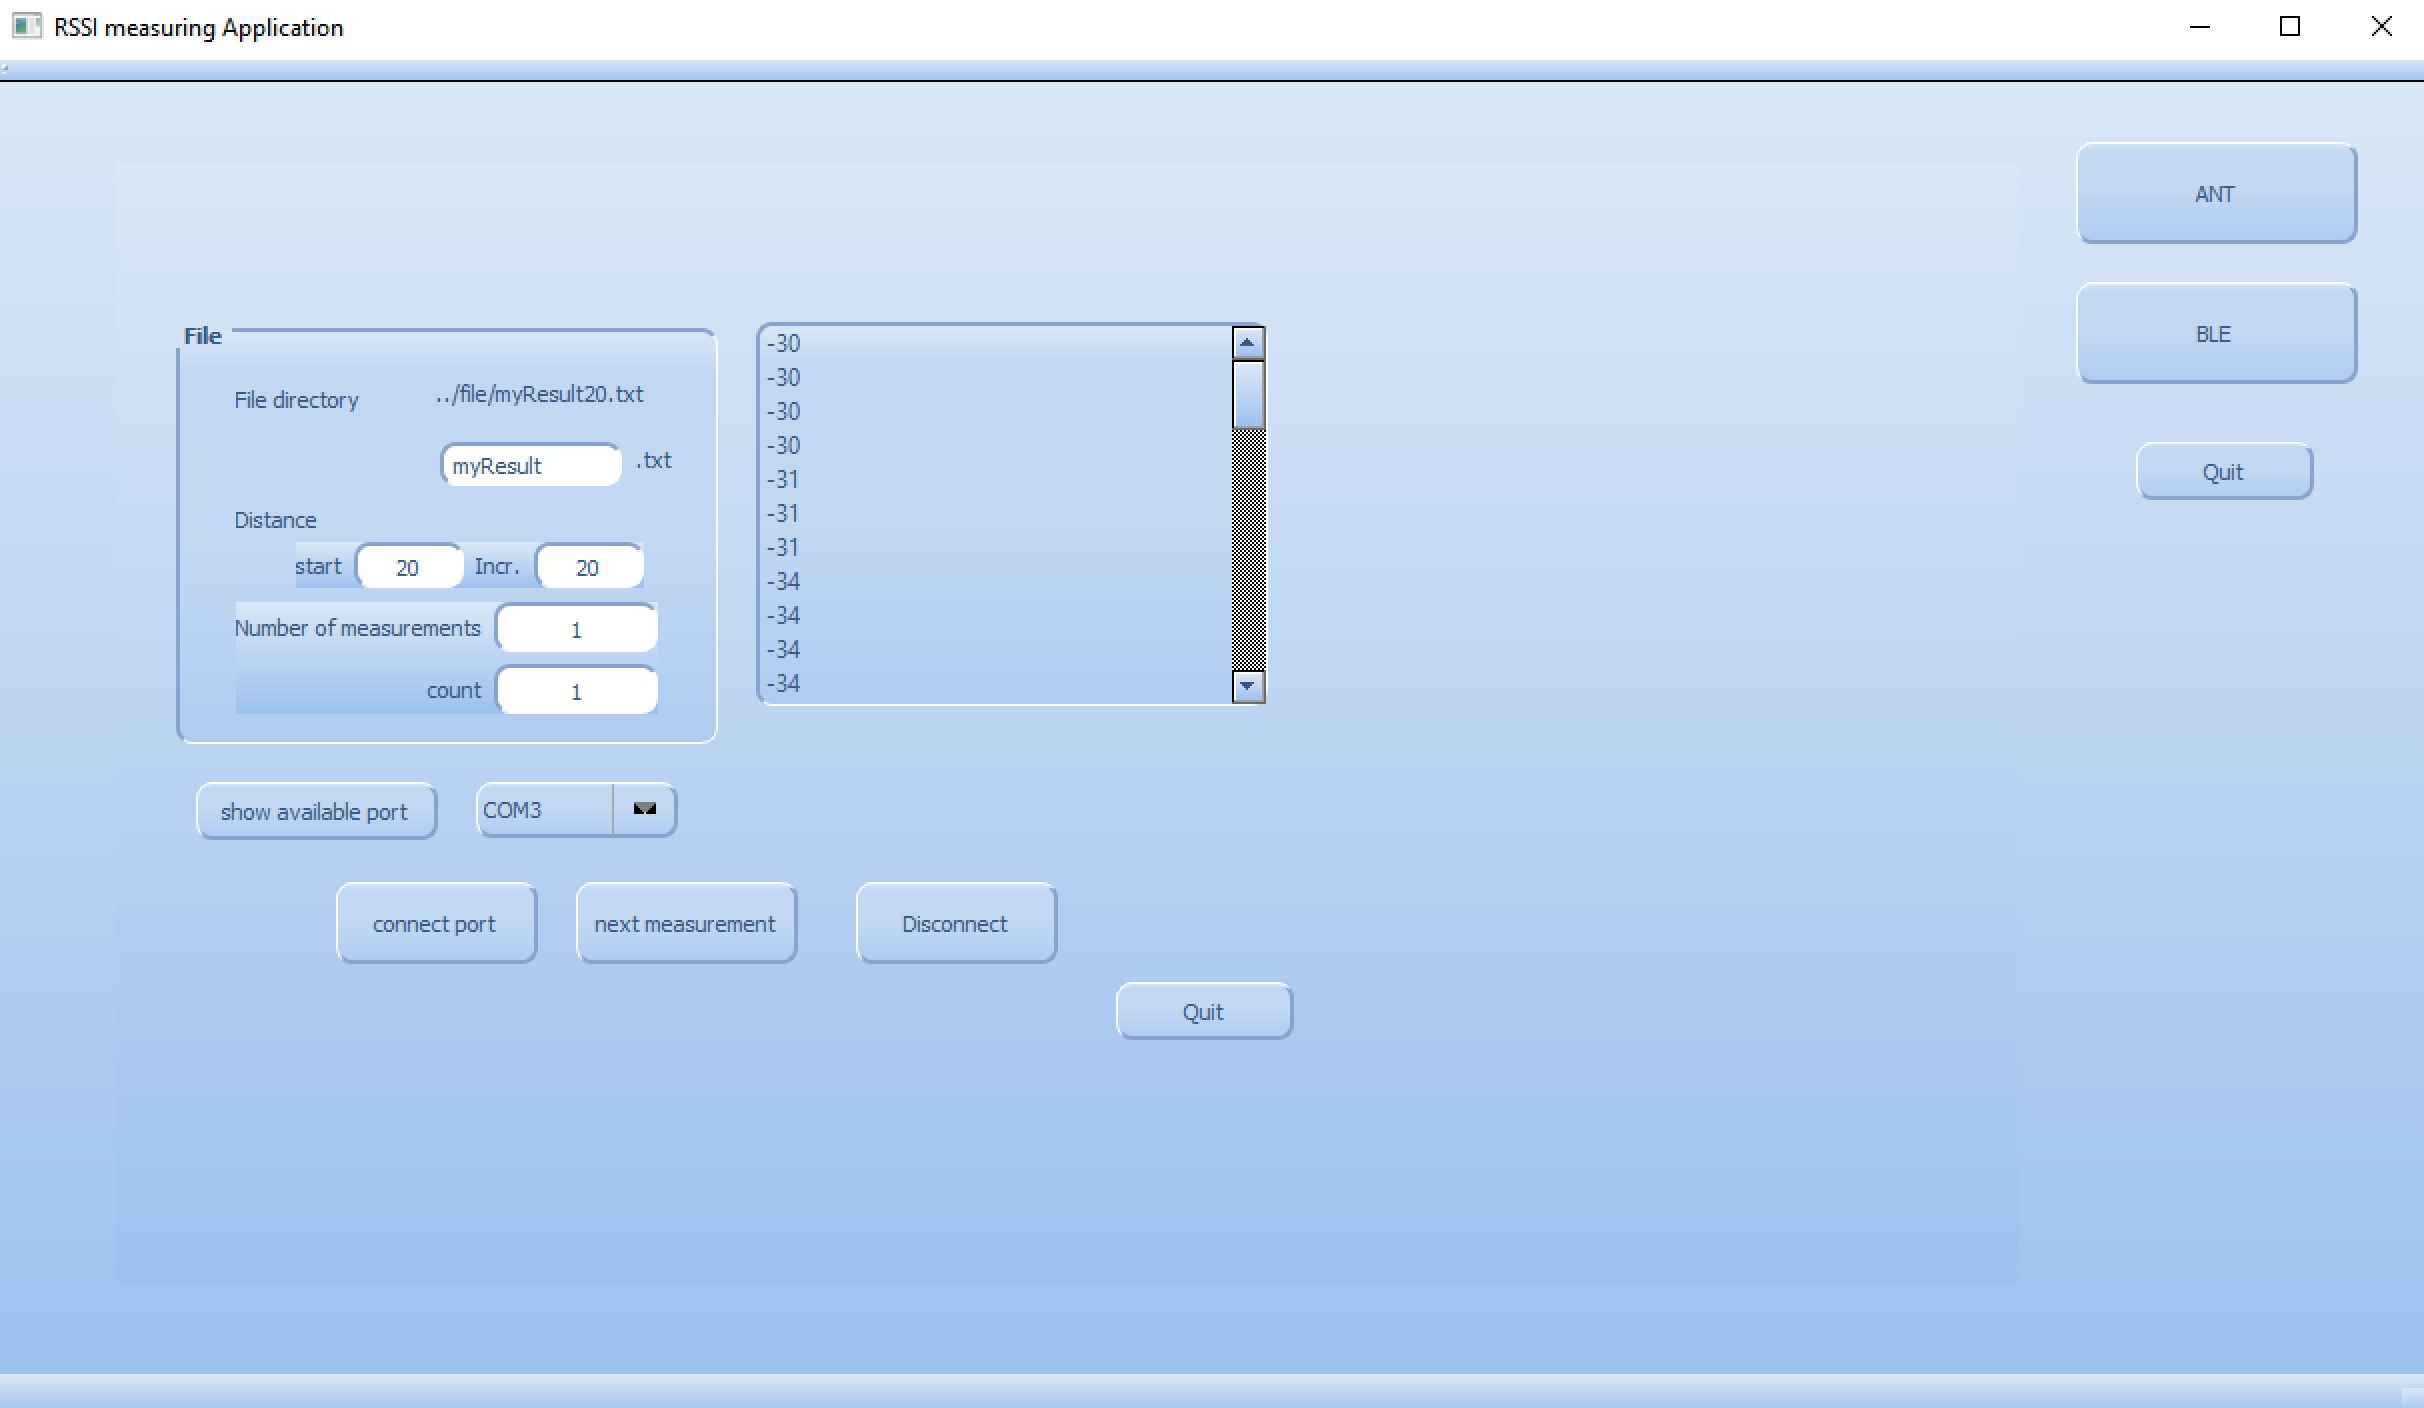 RSSI measuring Application
ANT
BLE
Quit
File
File directory ../file/myResult20.txt
myResult .txt
Distance
start 20 Incr. 20
Number of measurements 1
count 1
-30
-30
-30
-30
-31
-31
-31
-34
-34
-34
-34
show available port COM3
connect port next measurement Disconnect
Quit